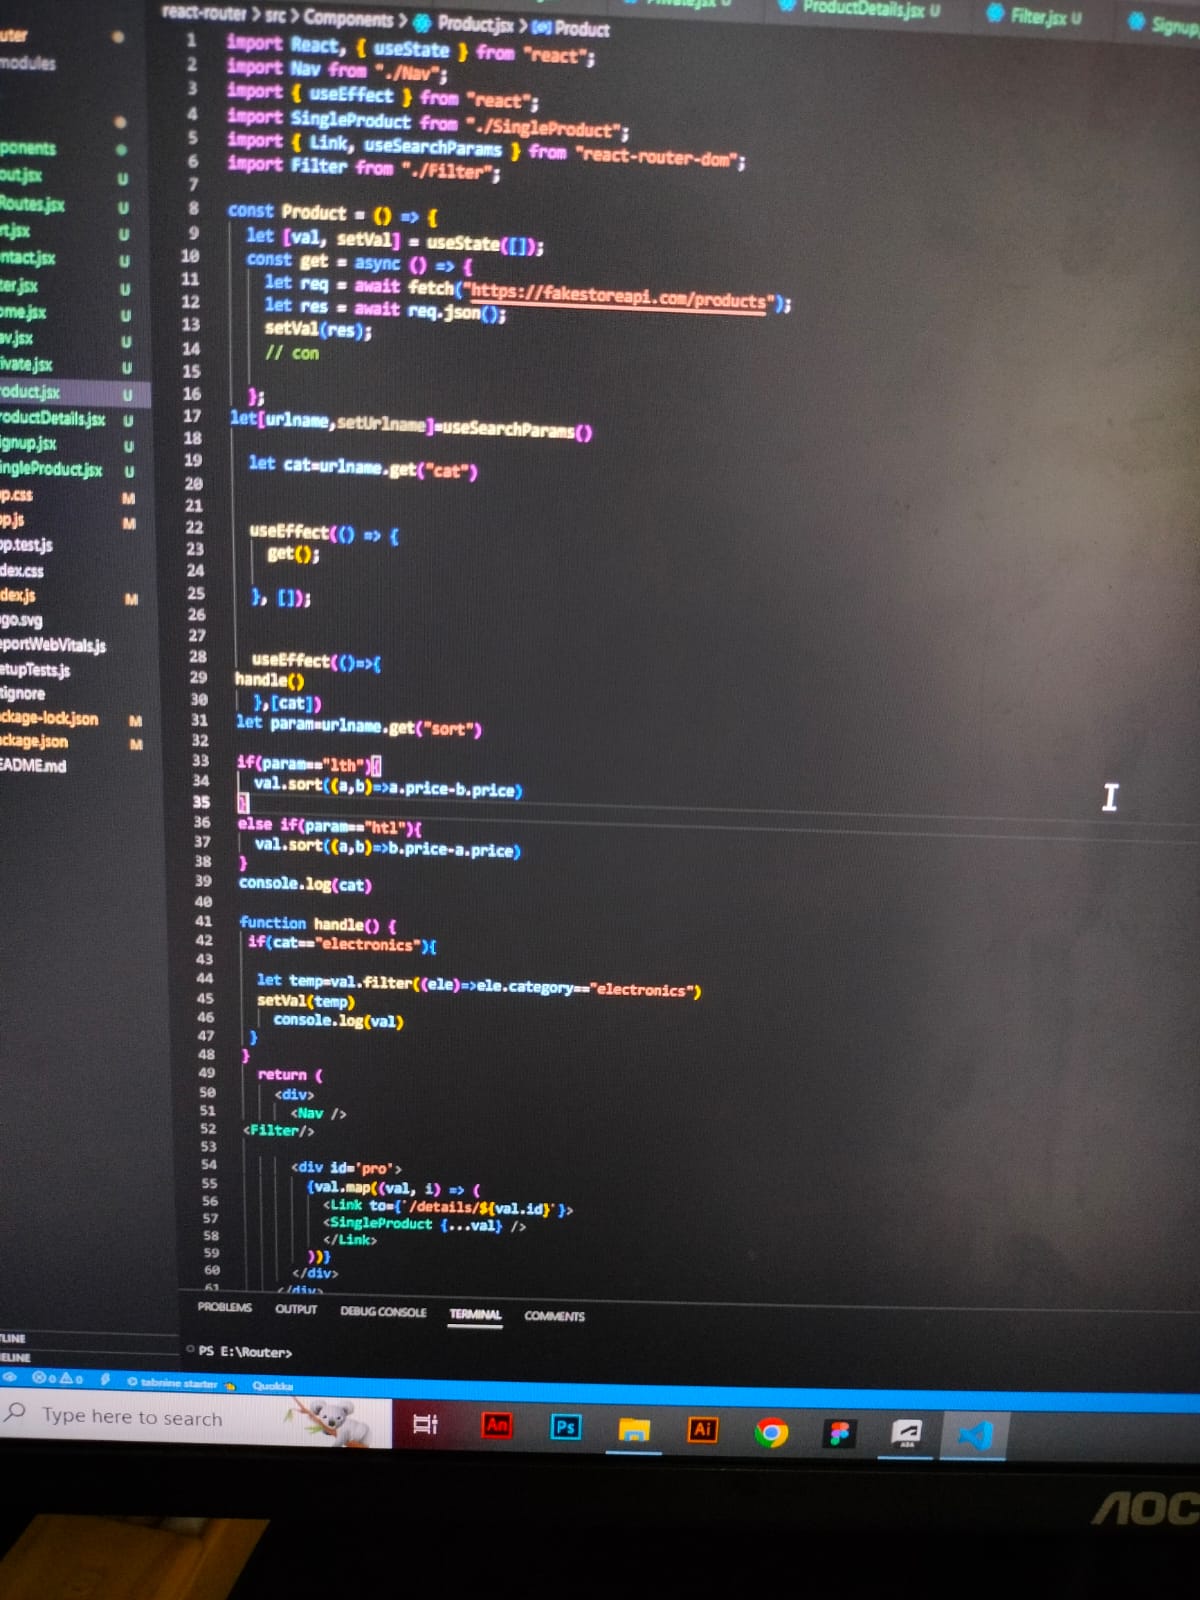 Private.jsx U ProductDetails.jsx U Filter.jsx U Signup
react-router > src > Components > Product.jsx > Product
uter
modules
ponents
out.jsx U
Routes.jsx U
rt.jsx U
ntact.jsx U
ter.jsx U
ome.jsx U
av.jsx U
ivate.jsx U
oduct.jsx U
roductDetails.jsx U
ignup.jsx U
ingleProduct.jsx U
pp.css M
pp.js M
pp.test.js
dex.css
dex.js M
ogo.svg
eportWebVitals.js
etupTests.js
tignore
ckage-lock.json M
ckage.json M
EADME.md
1 import React, { useState } from "react";
2 import Nav from "./Nav";
3 import { useEffect } from "react";
4 import SingleProduct from "./SingleProduct";
5 import { Link, useSearchParams } from "react-router-dom";
6 import Filter from "./Filter";
7
8 const Product = () => {
9 let [val, setVal] = useState([]);
10 const get = async () => {
11 let req = await fetch("https://fakestoreapi.com/products");
12 let res = await req.json();
13 setVal(res);
14 // con
15
16 };
17 let[urlname,setUrlname]=useSearchParams()
18
19 let cat=urlname.get("cat")
20
21
22 useEffect(() => {
23 get();
24
25 }, []);
26
27
28 useEffect(()=>{
29 handle()
30 },[cat])
31 let param=urlname.get("sort")
32
33 if(param=="lth"){
34 val.sort((a,b)=>a.price-b.price)
35 }
36 else if(param=="htl"){
37 val.sort((a,b)=>b.price-a.price)
38 }
39 console.log(cat)
40
41 function handle() {
42 if(cat=="electronics"){
43
44 let temp=val.filter((ele)=>ele.category=="electronics")
45 setVal(temp)
46 console.log(val)
47 }
48 }
49 return (
50 <div>
51 <Nav />
52 <Filter/>
53
54 <div id='pro'>
55 {val.map((val, i) => (
56 <Link to={`/details/${val.id}`}>
57 <SingleProduct {...val} />
58 </Link>
59 ))}
60 </div>
61 </div>
PROBLEMS OUTPUT DEBUG CONSOLE TERMINAL COMMENTS
PS E:\Router>
TLINE
ELINE
0 0 tabnine starter Quokka
Type here to search
An Ps Ai
AOC